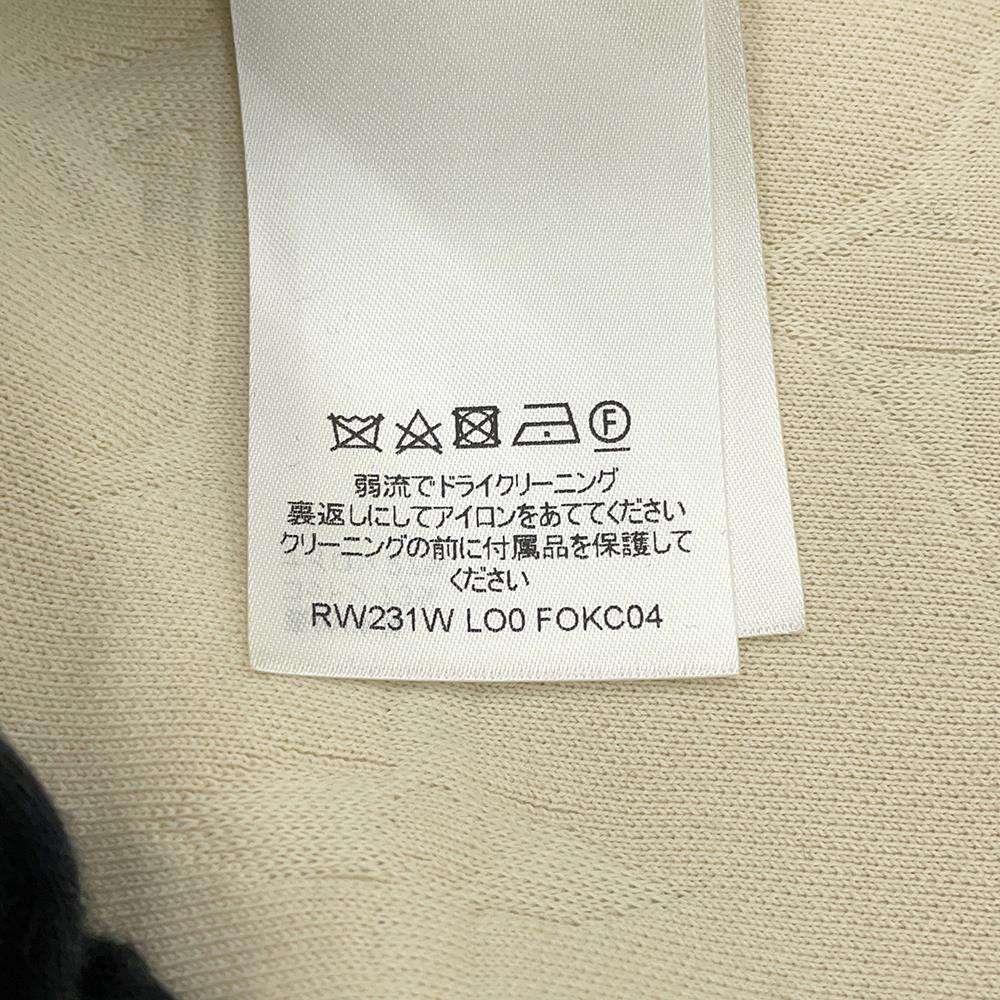 F
弱流でドライクリーニング
裏返しにしてアイロンをあててください
クリーニングの前に付属品を保護して
ください
RW231W LO0 FOKC04